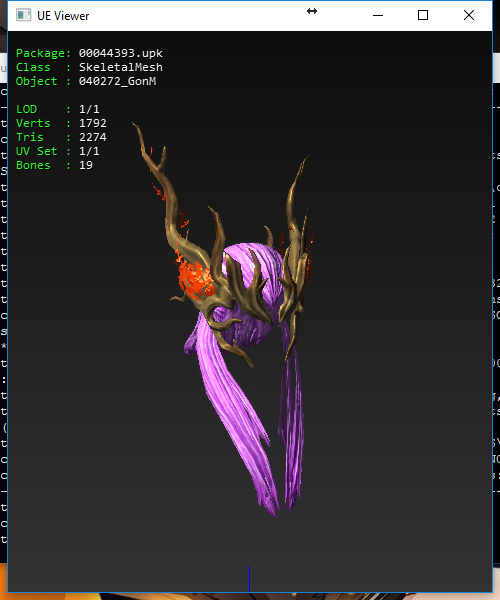 UE Viewer
Package: 00044393.upk
Class : SkeletalMesh
Object : 040272_GonM
LOD : 1/1
Verts : 1792
Tris : 2274
UV Set : 1/1
Bones : 19